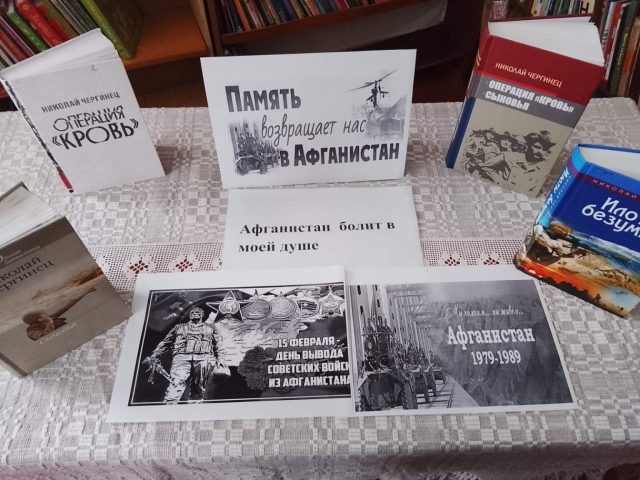 НИКОЛАЙ ЧЕРГИНЕЦ
ОПЕРАЦИЯ
«КРОВЬ»
ПАМЯТЬ
возвращает нас
в АФГАНИСТАН
НИКОЛАЙ ЧЕРГИНЕЦ
ОПЕРАЦИЯ «КРОВЬ»
СЫНОВЬЯ
Афганистан болит в
моей душе
НИКОЛАЙ
15 ФЕВРАЛЯ -
ДЕНЬ ВЫВОДА
СОВЕТСКИХ ВОЙСК
ИЗ АФГАНИСТАНА
Афганистан
1979-1989